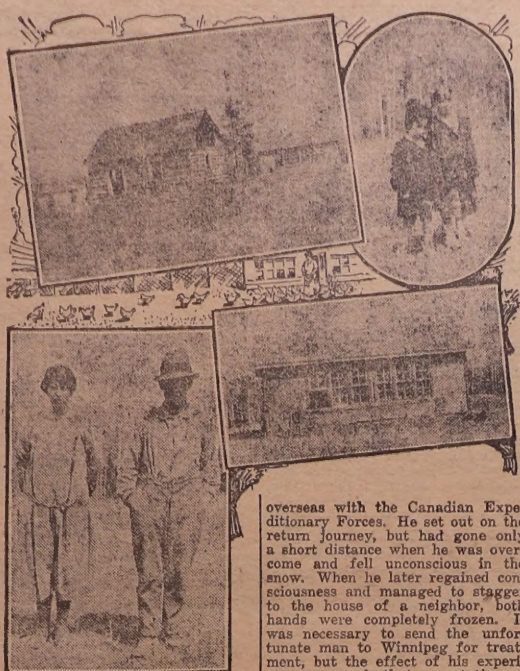 overseas with the Canadian Expe-
ditionary Forces. He set out on the
return journey, but had gone only
a short distance when he was over-
come and fell unconscious in the
snow. When he later regained con-
sciousness and managed to stagger
to the house of a neighbor, both
hands were completely frozen. I
was necessary to send the unfor-
tunate man to Winnipeg for treat-
ment, but the effect of his experi